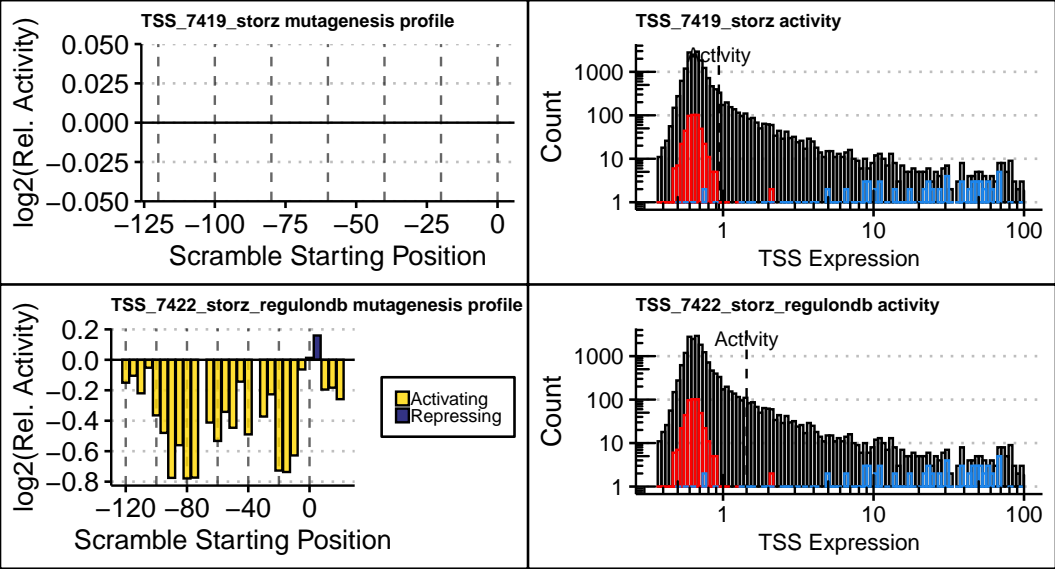 TSS_7419_storz mutagenesis profile
log2(Rel. Activity)
0.050
0.025
0.000
−0.025
−0.050
−125 −100 −75 −50 −25 0
Scramble Starting Position
TSS_7419_storz activity
Activity
Count
1000
100
10
1
1 10 100
TSS Expression
TSS_7422_storz_regulondb mutagenesis profile
log2(Rel. Activity)
0.2
0.0
−0.2
−0.4
−0.6
−0.8
−120 −80 −40 0
Scramble Starting Position
Activating
Repressing
TSS_7422_storz_regulondb activity
Activity
Count
1000
100
10
1
1 10 100
TSS Expression